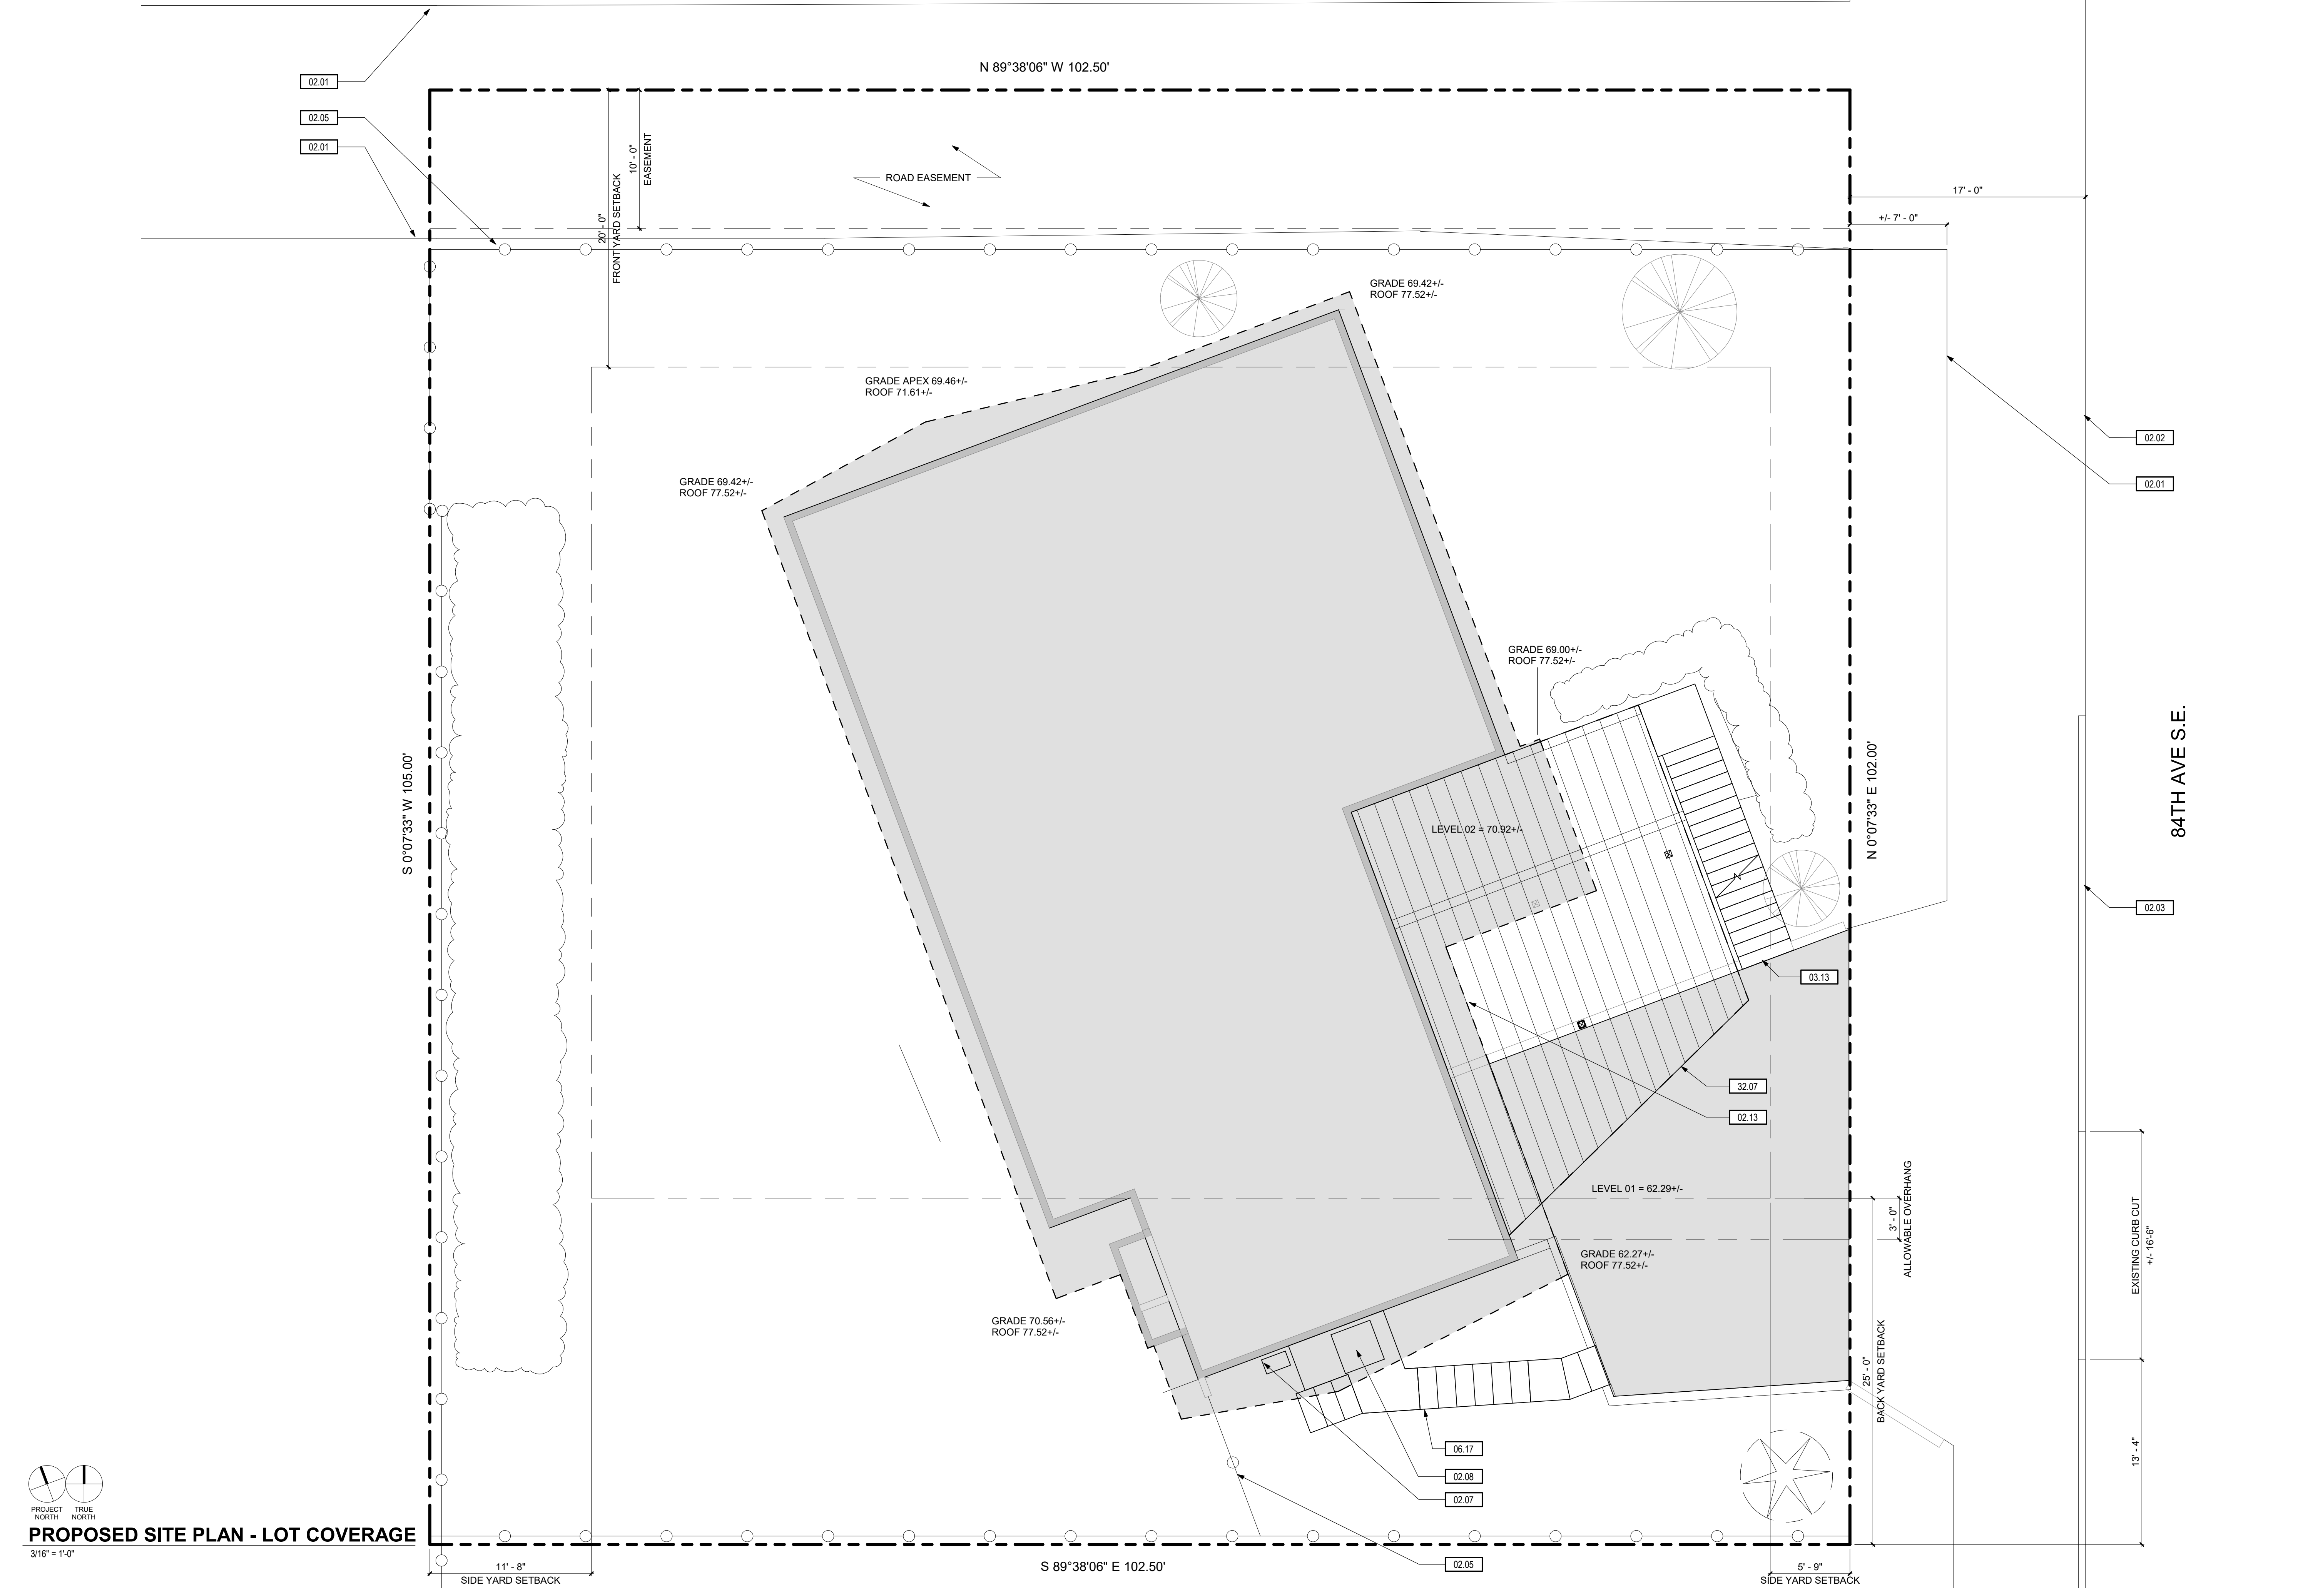 N 89°38'06" W 102.50'
02.01
02.05
02.01
10' - 0"
EASEMENT
20' - 0"
FRONT YARD SETBACK
ROAD EASEMENT
17' - 0"
+/- 7' - 0"
GRADE 69.42+/-
ROOF 77.52+/-
GRADE APEX 69.46+/-
ROOF 71.61+/-
GRADE 69.42+/-
ROOF 77.52+/-
02.02
02.01
GRADE 69.00+/-
ROOF 77.52+/-
84TH AVE S.E.
S 0°07'33" W 105.00'
N 0°07'33" E 102.00'
LEVEL 02 = 70.92+/-
02.03
03.13
32.07
02.13
LEVEL 01 = 62.29+/-
3' - 0"
ALLOWABLE OVERHANG
EXISTING CURB CUT
+/- 16'-6"
GRADE 62.27+/-
ROOF 77.52+/-
GRADE 70.56+/-
ROOF 77.52+/-
25' - 0"
BACK YARD SETBACK
13' - 4"
06.17
02.08
02.07
02.05
PROJECT
NORTH
TRUE
NORTH
PROPOSED SITE PLAN - LOT COVERAGE
3/16" = 1'-0"
11' - 8"
SIDE YARD SETBACK
S 89°38'06" E 102.50'
5' - 9"
SIDE YARD SETBACK